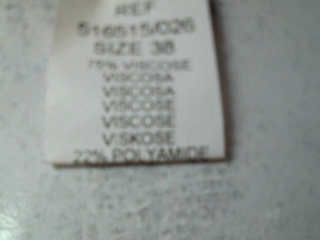 REF
516515/026
SIZE 38
75% VISCOSE
VISCOSA
VISCOSA
VISCOSE
VISCOSE
VISKOSE
22% POLYAMIDE